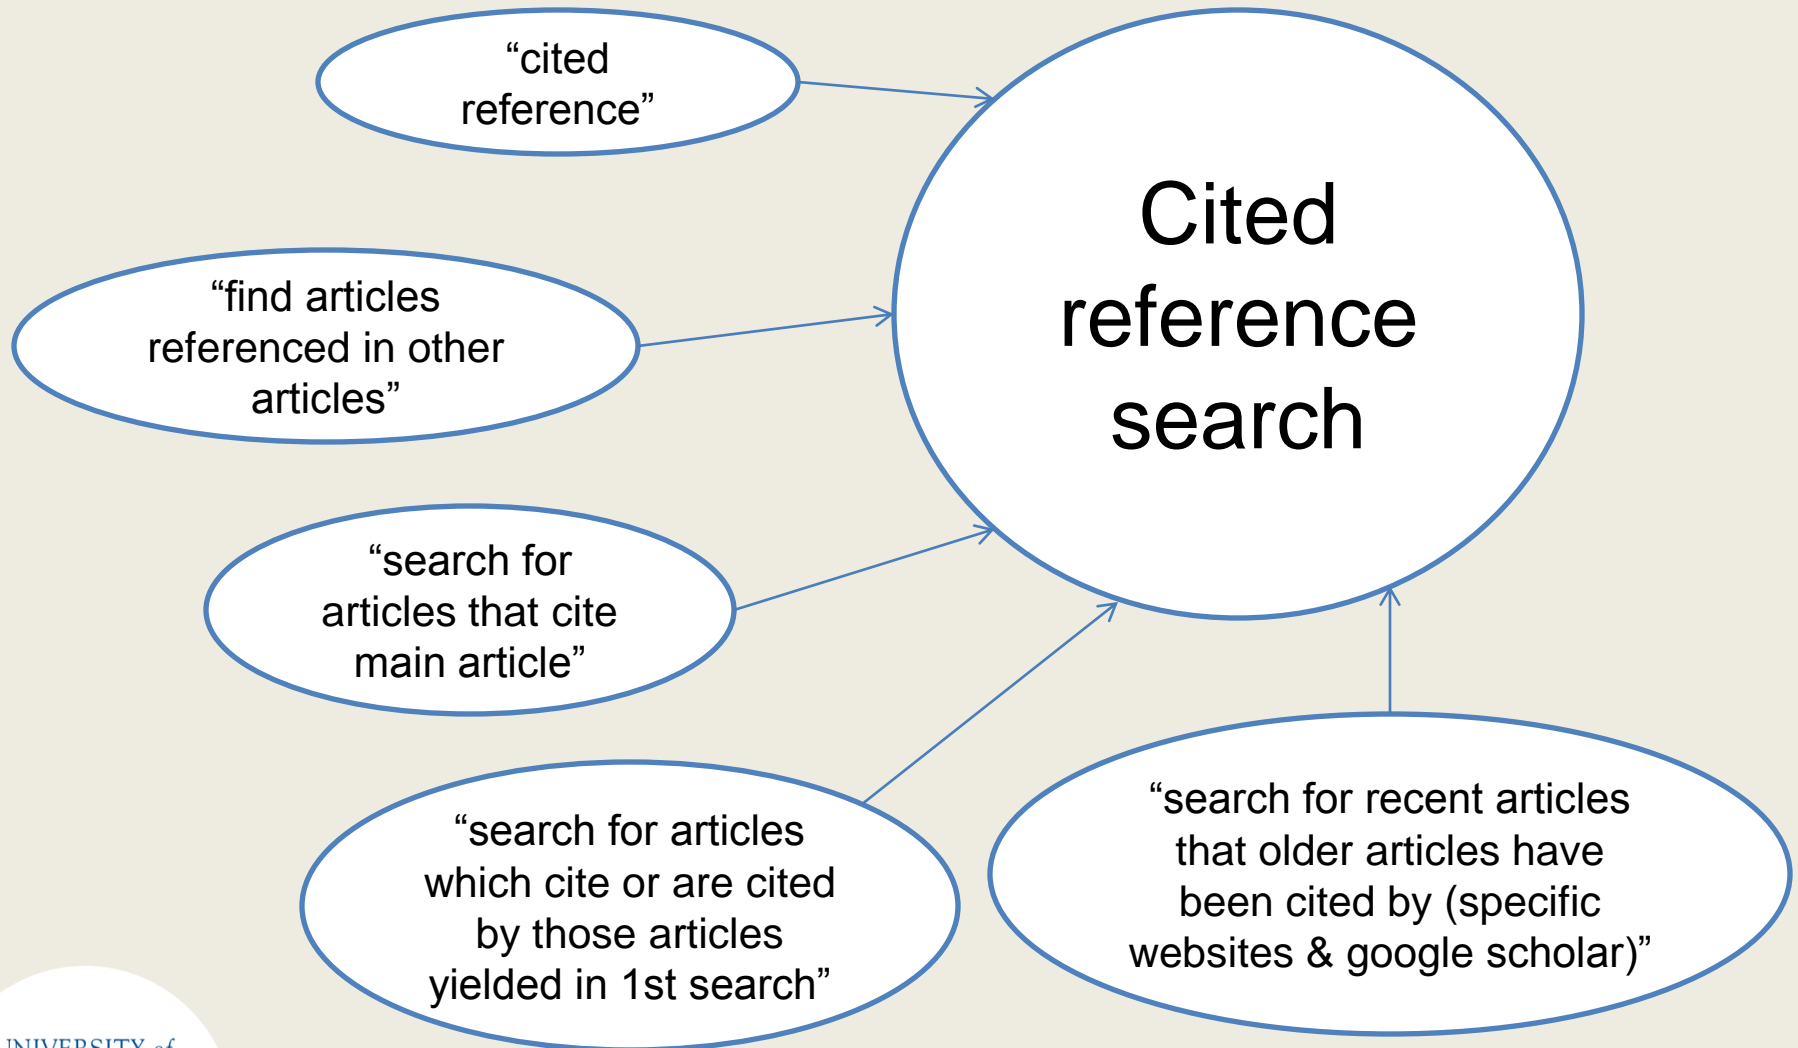 “cited
reference”
Cited
reference
search
“find articles
referenced in other
articles”
“search for
articles that cite
main article”
“search for articles
which cite or are cited
by those articles
yielded in 1st search”
“search for recent articles
that older articles have
been cited by (specific
websites & google scholar)”
UNIVERSITY of